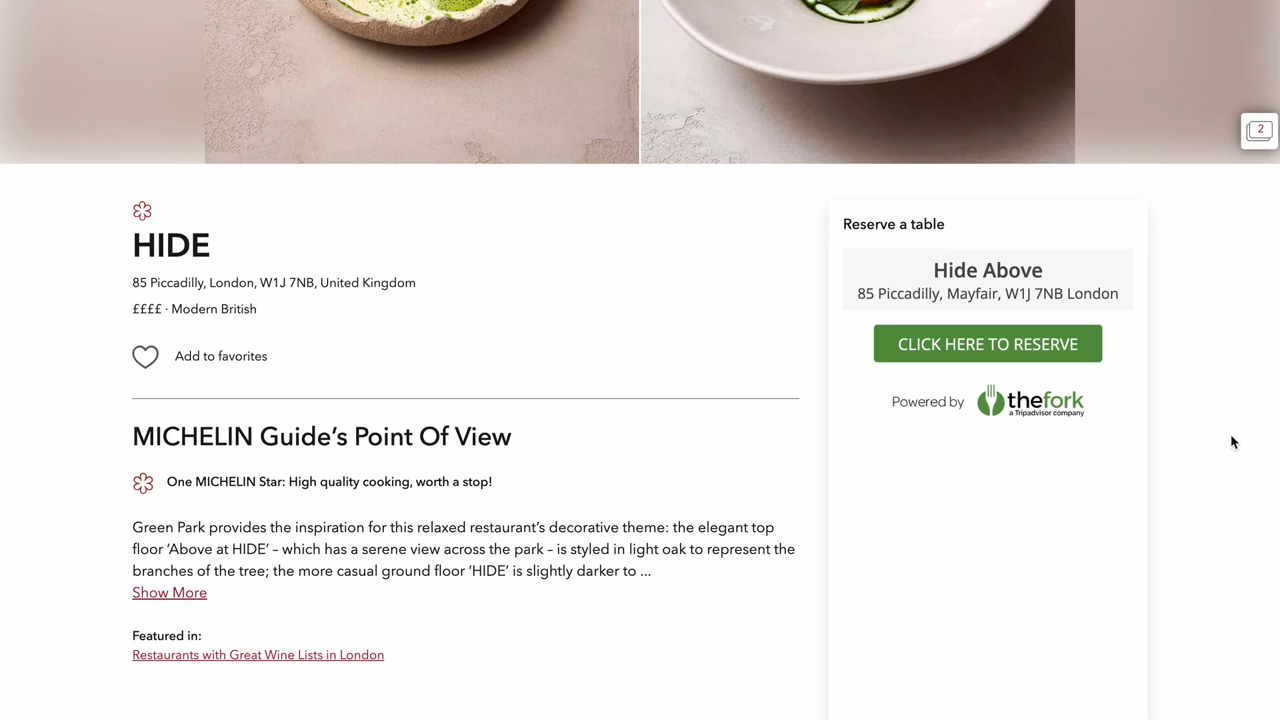 2
HIDE
85 Piccadilly, London, W1J 7NB, United Kingdom
££££ · Modern British
Add to favorites
MICHELIN Guide’s Point Of View
One MICHELIN Star: High quality cooking, worth a stop!
Green Park provides the inspiration for this relaxed restaurant’s decorative theme: the elegant top
floor ‘Above at HIDE’ – which has a serene view across the park – is styled in light oak to represent the
branches of the tree; the more casual ground floor ‘HIDE’ is slightly darker to ...
Show More
Featured in:
Restaurants with Great Wine Lists in London
Reserve a table
Hide Above
85 Piccadilly, Mayfair, W1J 7NB London
CLICK HERE TO RESERVE
Powered by thefork
a Tripadvisor company